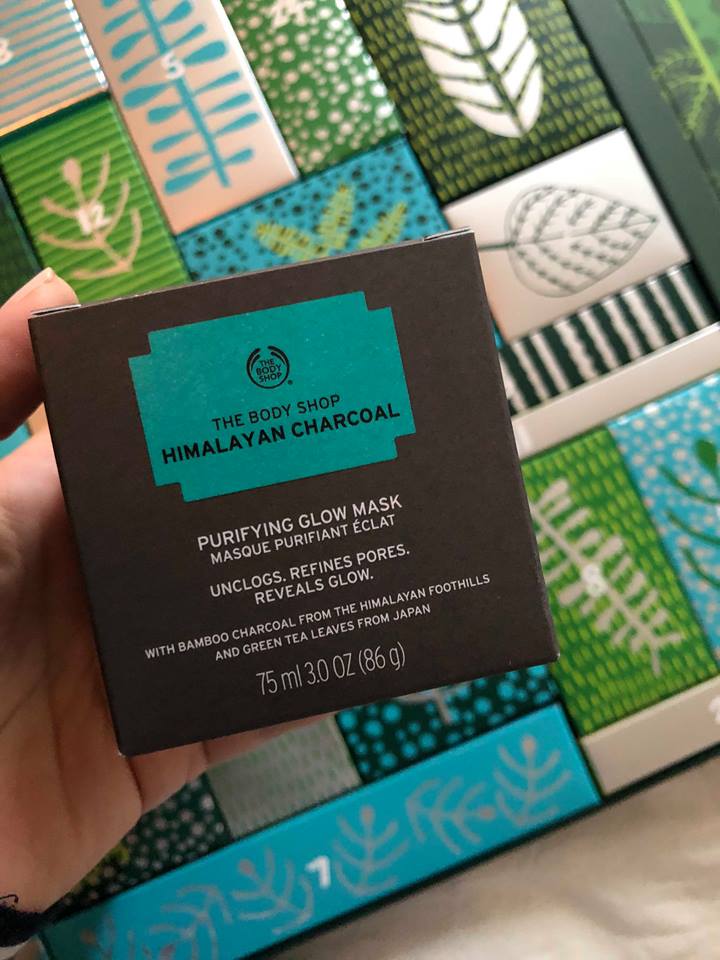 3
5
24
12
THE
BODY
SHOP
®
THE BODY SHOP
HIMALAYAN CHARCOAL
PURIFYING GLOW MASK
MASQUE PURIFIANT ÉCLAT
UNCLOGS. REFINES PORES.
REVEALS GLOW.
WITH BAMBOO CHARCOAL FROM THE HIMALAYAN FOOTHILLS
AND GREEN TEA LEAVES FROM JAPAN
75 ml 3.0 OZ (86 g)
8
7